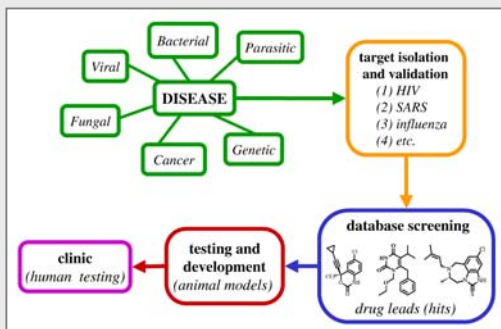 Bacterial
Parasitic
Viral
DISEASE
Fungal
Cancer
Genetic
target isolation
and validation
(1) HIV
(2) SARS
(3) influenza
(4) etc.
database screening
drug leads (hits)
testing and
development
(animal models)
clinic
(human testing)